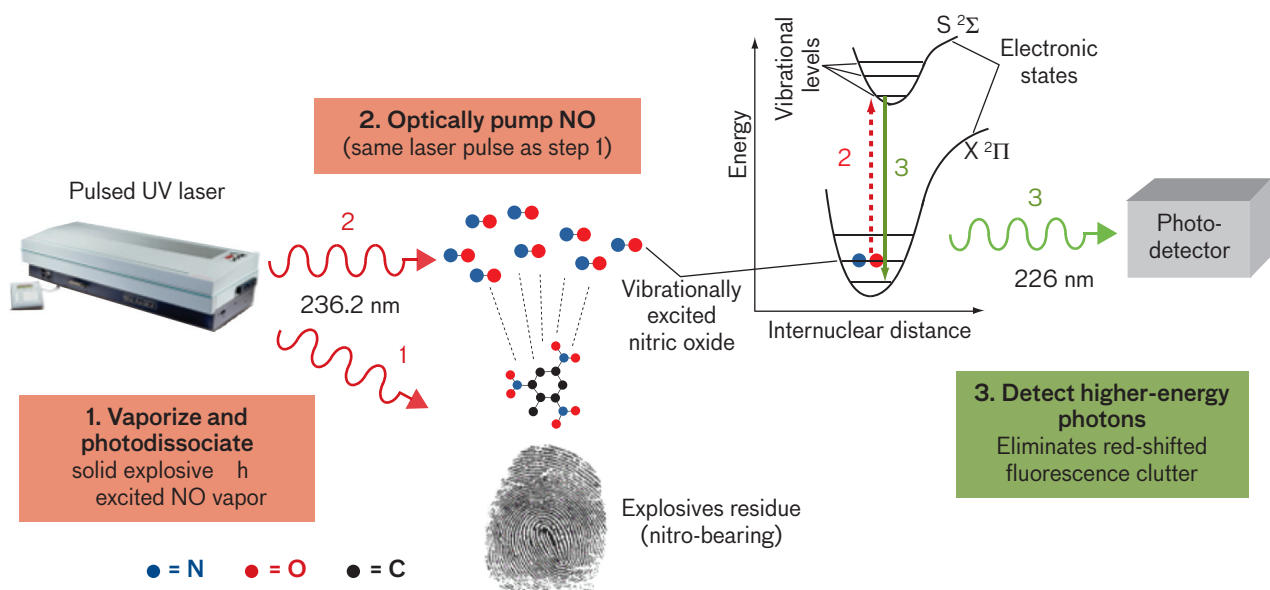 Pulsed UV laser
2
236.2 nm
1
1. Vaporize and
photodissociate
solid explosive h
excited NO vapor
2. Optically pump NO
(same laser pulse as step 1)
Vibrationally
excited
nitric oxide
Explosives residue
(nitro-bearing)
= N
= O
= C
Energy
Vibrational
levels
S ²Σ
Electronic
states
X ²Π
2
3
Internuclear distance
3
226 nm
Photo-
detector
3. Detect higher-energy
photons
Eliminates red-shifted
fluorescence clutter